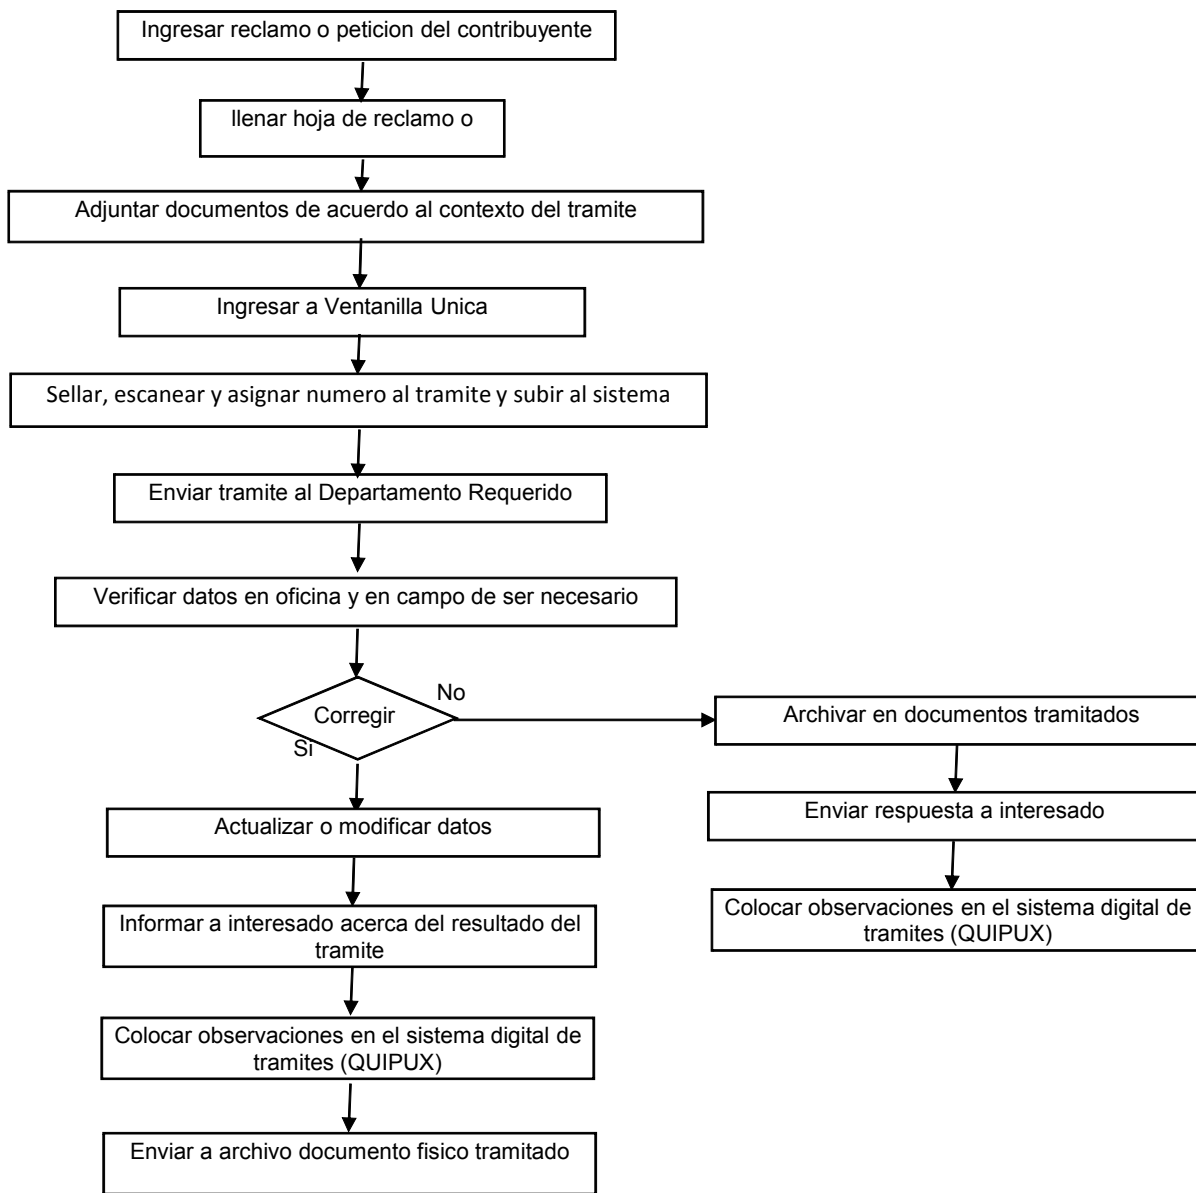 Ingresar reclamo o peticion del contribuyente
llenar hoja de reclamo o
Adjuntar documentos de acuerdo al contexto del tramite
Ingresar a Ventanilla Unica
Sellar, escanear y asignar numero al tramite y subir al sistema
Enviar tramite al Departamento Requerido
Verificar datos en oficina y en campo de ser necesario
Corregir
No
Si
Archivar en documentos tramitados
Enviar respuesta a interesado
Colocar observaciones en el sistema digital de
tramites (QUIPUX)
Actualizar o modificar datos
Informar a interesado acerca del resultado del
tramite
Colocar observaciones en el sistema digital de
tramites (QUIPUX)
Enviar a archivo documento fisico tramitado